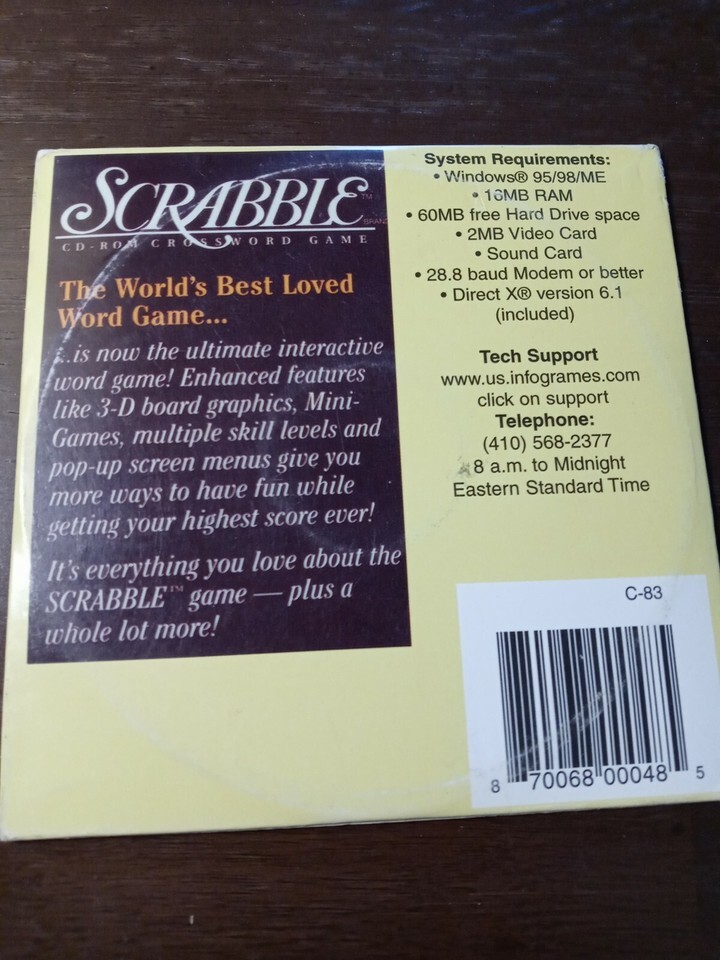 SCRABBLE™
BRAND
CD-ROM CROSSWORD GAME
The World's Best Loved
Word Game...
...is now the ultimate interactive
word game! Enhanced features
like 3-D board graphics, Mini-
Games, multiple skill levels and
pop-up screen menus give you
more ways to have fun while
getting your highest score ever!
It's everything you love about the
SCRABBLE™ game — plus a
whole lot more!
System Requirements:
• Windows® 95/98/ME
• 16MB RAM
• 60MB free Hard Drive space
• 2MB Video Card
• Sound Card
• 28.8 baud Modem or better
• Direct X® version 6.1
(included)
Tech Support
www.us.infogrames.com
click on support
Telephone:
(410) 568-2377
8 a.m. to Midnight
Eastern Standard Time
C-83
8 70068 00048 5